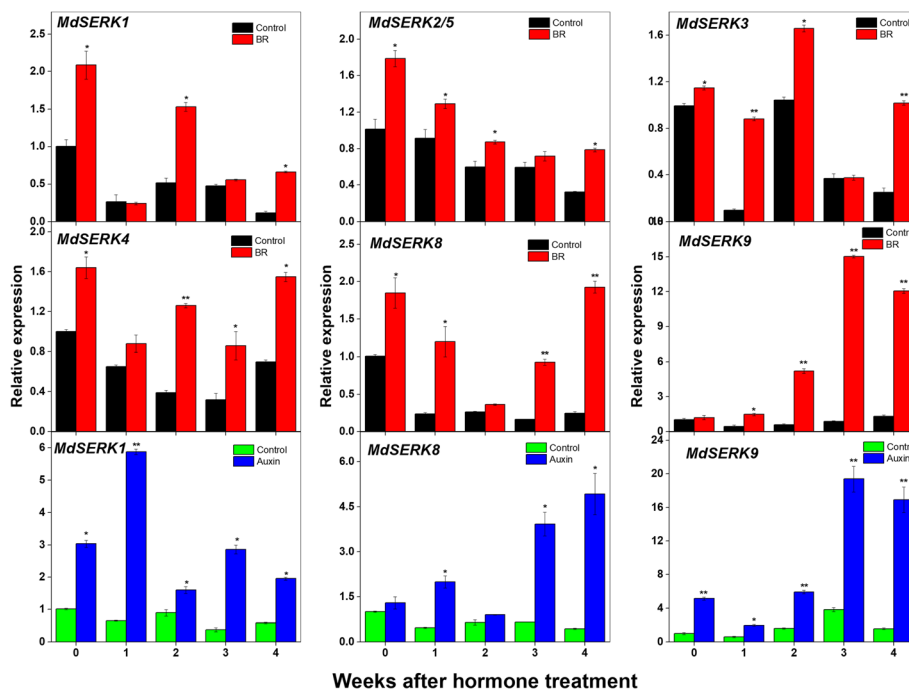 MdSERK1
Control
BR
2.5
2.0
1.5
1.0
0.5
0.0
* * *
MdSERK2/5
Control
BR
2.0
1.6
1.2
0.8
0.4
0.0
* * * *
MdSERK3
Control
BR
1.6
1.2
0.8
0.4
* ** * **
Relative expression
MdSERK4
Control
BR
2.0
1.6
1.2
0.8
0.4
0.0
* ** * *
Relative expression
MdSERK8
Control
BR
2.5
2.0
1.5
1.0
0.5
0.0
* * ** **
Relative expression
MdSERK9
Control
BR
15
12
9
6
3
0
* ** ** **
MdSERK1
Control
Auxin
6
5
4
3
2
1
0
* ** * * *
0 1 2 3 4
MdSERK8
Control
Auxin
6.0
4.5
3.0
1.5
0.0
* * *
0 1 2 3 4
MdSERK9
Control
Auxin
24
20
16
12
8
4
0
** * ** ** **
0 1 2 3 4
Weeks after hormone treatment